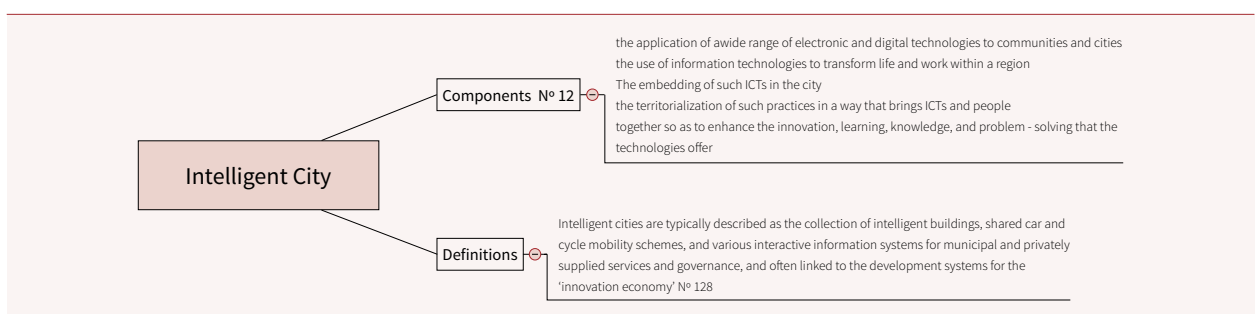 the application of awide range of electronic and digital technologies to communities and cities
the use of information technologies to transform life and work within a region
The embedding of such ICTs in the city
the territorialization of such practices in a way that brings ICTs and people
together so as to enhance the innovation, learning, knowledge, and problem - solving that the
technologies offer
Components Nº 12
Intelligent City
Intelligent cities are typically described as the collection of intelligent buildings, shared car and
cycle mobility schemes, and various interactive information systems for municipal and privately
supplied services and governance, and often linked to the development systems for the
‘innovation economy’ Nº 128
Definitions